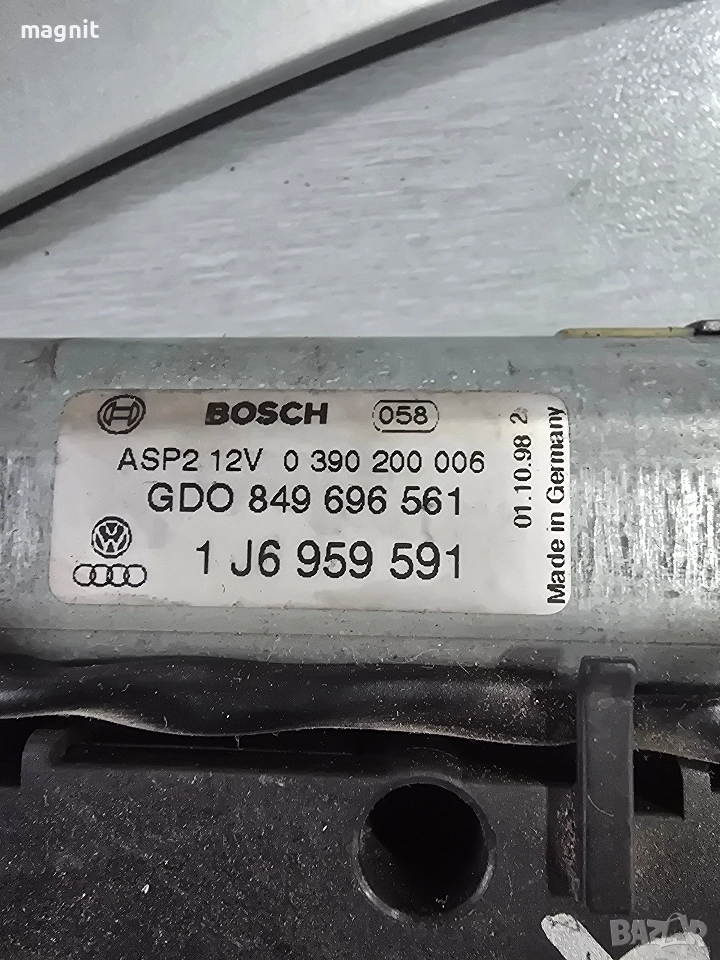 magnit
BOSCH 058
ASP2 12V 0 390 200 006
GDO 849 696 561
1 J6 959 591
01.10.98 2
Made in Germany
BAZAR